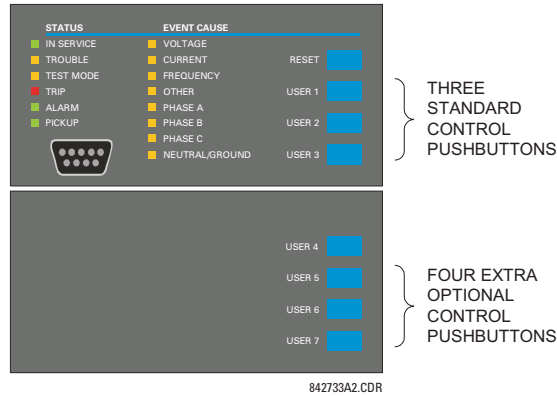 STATUS
IN SERVICE
TROUBLE
TEST MODE
TRIP
ALARM
PICKUP
EVENT CAUSE
VOLTAGE
CURRENT
FREQUENCY
OTHER
PHASE A
PHASE B
PHASE C
NEUTRAL/GROUND
RESET
USER 1
USER 2
USER 3
THREE
STANDARD
CONTROL
PUSHBUTTONS
USER 4
USER 5
USER 6
USER 7
FOUR EXTRA
OPTIONAL
CONTROL
PUSHBUTTONS
842733A2.CDR